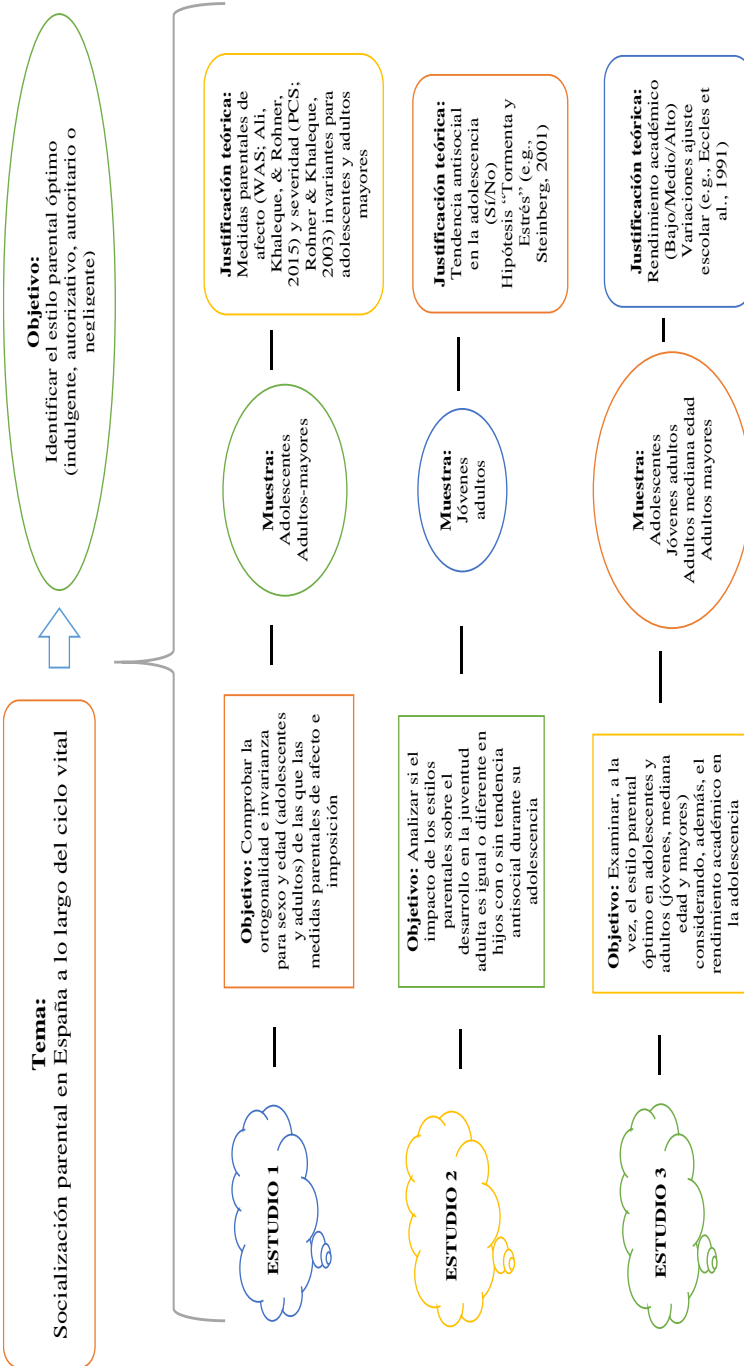 Tema:
Socialización parental en España a lo largo del ciclo vital
Objetivo:
Identificar el estilo parental óptimo
(indulgente, autorizativo, autoritario o
negligente)
ESTUDIO 1
Objetivo: Comprobar la
ortogonalidad e invarianza
para sexo y edad (adolescentes
y adultos) de las que las
medidas parentales de afecto e
imposición
Muestra:
Adolescentes
Adultos-mayores
Justificación teórica:
Medidas parentales de
afecto (WAS; Ali,
Khaleque, & Rohner,
2015) y severidad (PCS;
Rohner & Khaleque,
2003) invariantes para
adolescentes y adultos
mayores
ESTUDIO 2
Objetivo: Analizar si el
impacto de los estilos
parentales sobre el
desarrollo en la juventud
adulta es igual o diferente en
hijos con o sin tendencia
antisocial durante su
adolescencia
Muestra:
Jóvenes
adultos
Justificación teórica:
Tendencia antisocial
en la adolescencia
(Sí/No)
Hipótesis “Tormenta y
Estrés” (e.g.,
Steinberg, 2001)
ESTUDIO 3
Objetivo: Examinar, a la
vez, el estilo parental
óptimo en adolescentes y
adultos (jóvenes, mediana
edad y mayores)
considerando, además, el
rendimiento académico en
la adolescencia
Muestra:
Adolescentes
Jóvenes adultos
Adultos mediana edad
Adultos mayores
Justificación teórica:
Rendimiento académico
(Bajo/Medio/Alto)
Variaciones ajuste
escolar (e.g., Eccles et
al., 1991)